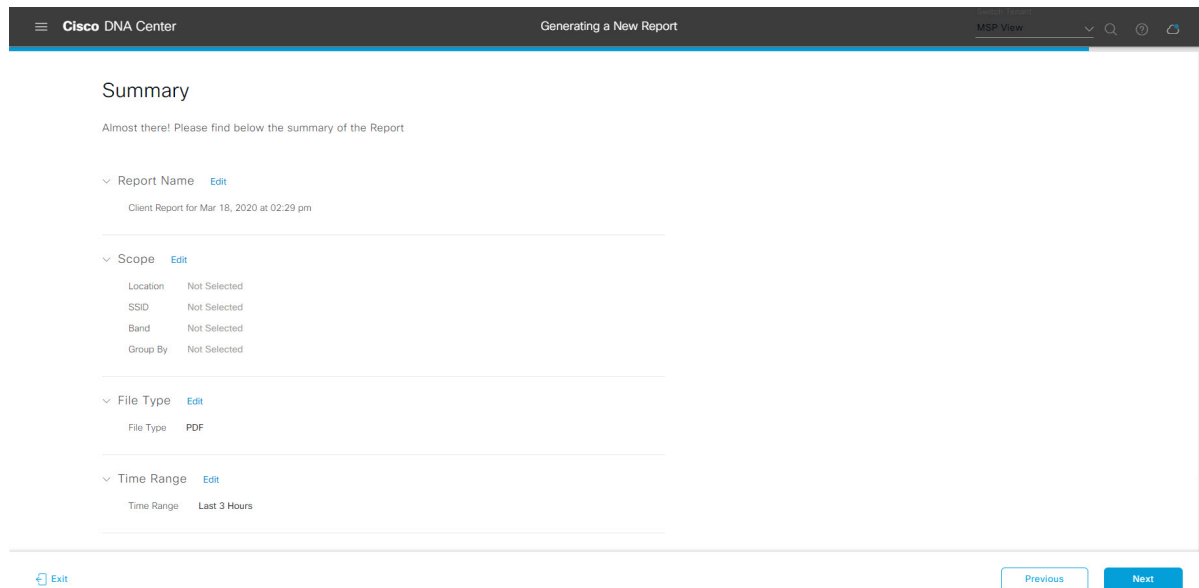 Cisco DNA Center
Generating a New Report
MSP View
Summary
Almost there! Please find below the summary of the Report
Report Name Edit
Client Report for Mar 18, 2020 at 02:29 pm
Scope Edit
Location Not Selected
SSID Not Selected
Band Not Selected
Group By Not Selected
File Type Edit
File Type PDF
Time Range Edit
Time Range Last 3 Hours
Exit
Previous
Next